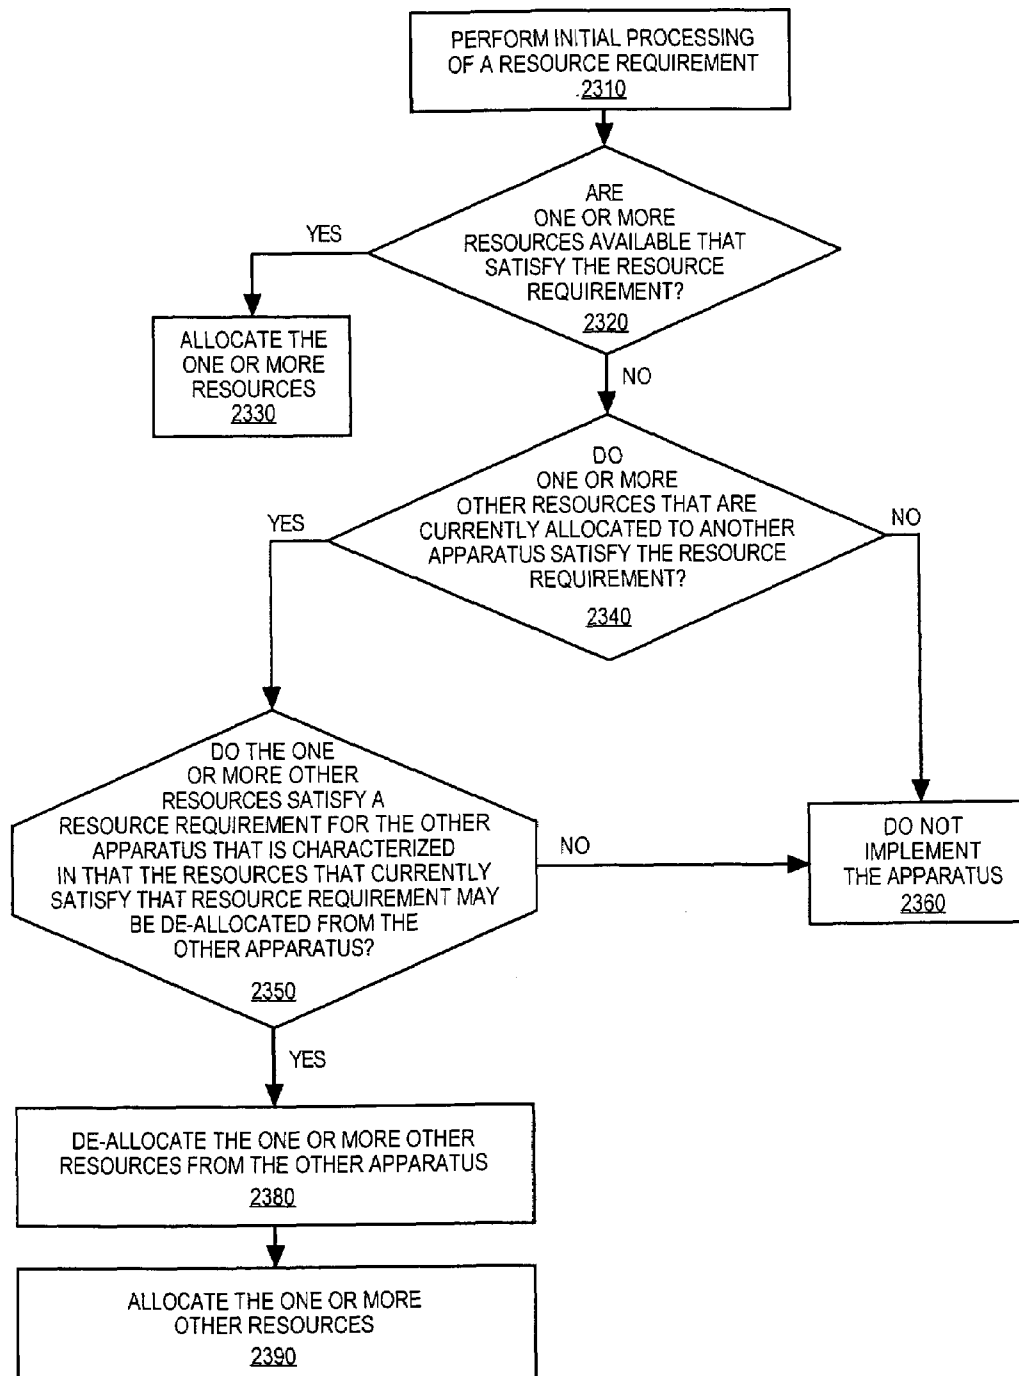 PERFORM INITIAL PROCESSING
OF A RESOURCE REQUIREMENT
2310
ARE
ONE OR MORE
RESOURCES AVAILABLE THAT
SATISFY THE RESOURCE
REQUIREMENT?
2320
YES
NO
ALLOCATE THE
ONE OR MORE
RESOURCES
2330
DO
ONE OR MORE
OTHER RESOURCES THAT ARE
CURRENTLY ALLOCATED TO ANOTHER
APPARATUS SATISFY THE RESOURCE
REQUIREMENT?
2340
YES
NO
DO THE ONE
OR MORE OTHER
RESOURCES SATISFY A
RESOURCE REQUIREMENT FOR THE OTHER
APPARATUS THAT IS CHARACTERIZED
IN THAT THE RESOURCES THAT CURRENTLY
SATISFY THAT RESOURCE REQUIREMENT MAY
BE DE-ALLOCATED FROM THE
OTHER APPARATUS?
2350
NO
DO NOT
IMPLEMENT
THE APPARATUS
2360
YES
DE-ALLOCATE THE ONE OR MORE OTHER
RESOURCES FROM THE OTHER APPARATUS
2380
ALLOCATE THE ONE OR MORE
OTHER RESOURCES
2390